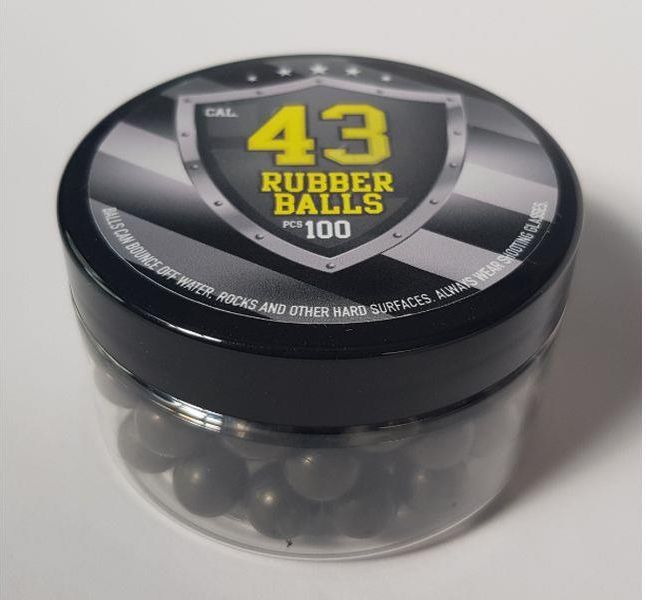 CAL.
43
RUBBER
BALLS
PCS 100
BALLS CAN BOUNCE OFF WATER, ROCKS AND OTHER HARD SURFACES. ALWAYS WEAR SHOOTING GLASSES.